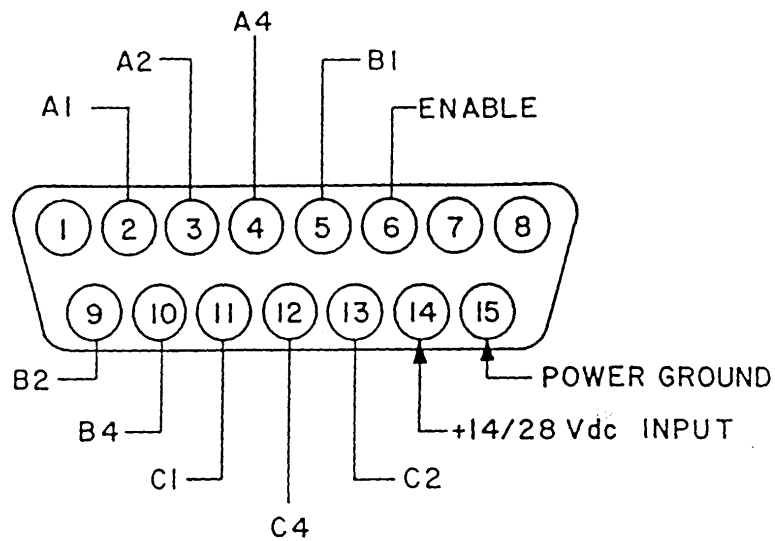 A4
A2
B1
A1
ENABLE
1 2 3 4 5 6 7 8
9 10 11 12 13 14 15
B2
POWER GROUND
B4
+14/28 Vdc INPUT
C1
C2
C4